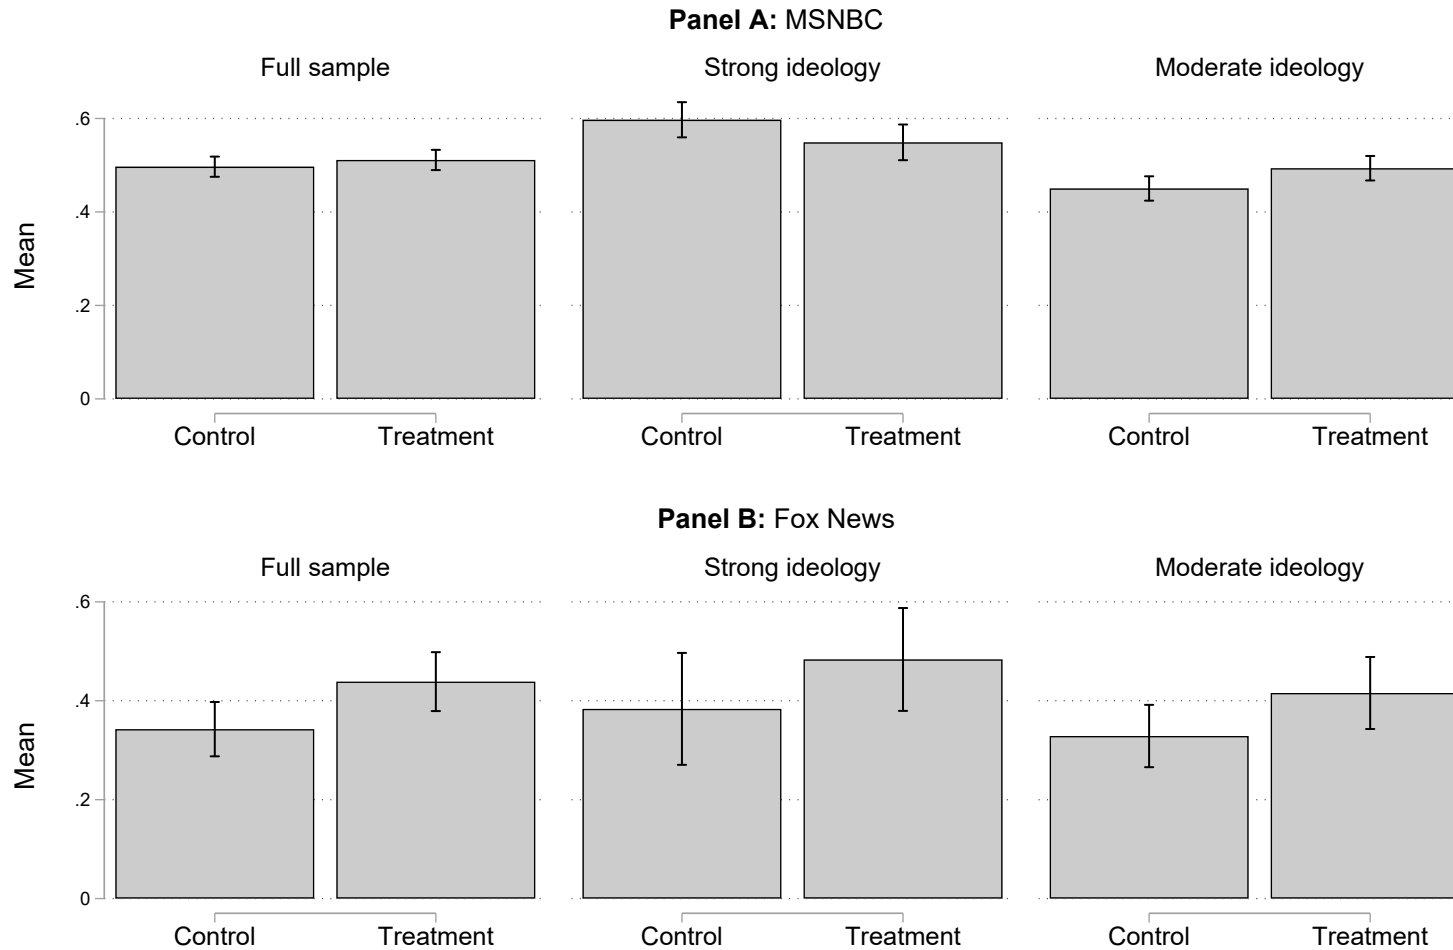 Panel A: MSNBC
Full sample
Strong ideology
Moderate ideology
Mean
.6
.4
.2
0
Control
Treatment
Control
Treatment
Control
Treatment
Panel B: Fox News
Full sample
Strong ideology
Moderate ideology
Mean
.6
.4
.2
0
Control
Treatment
Control
Treatment
Control
Treatment